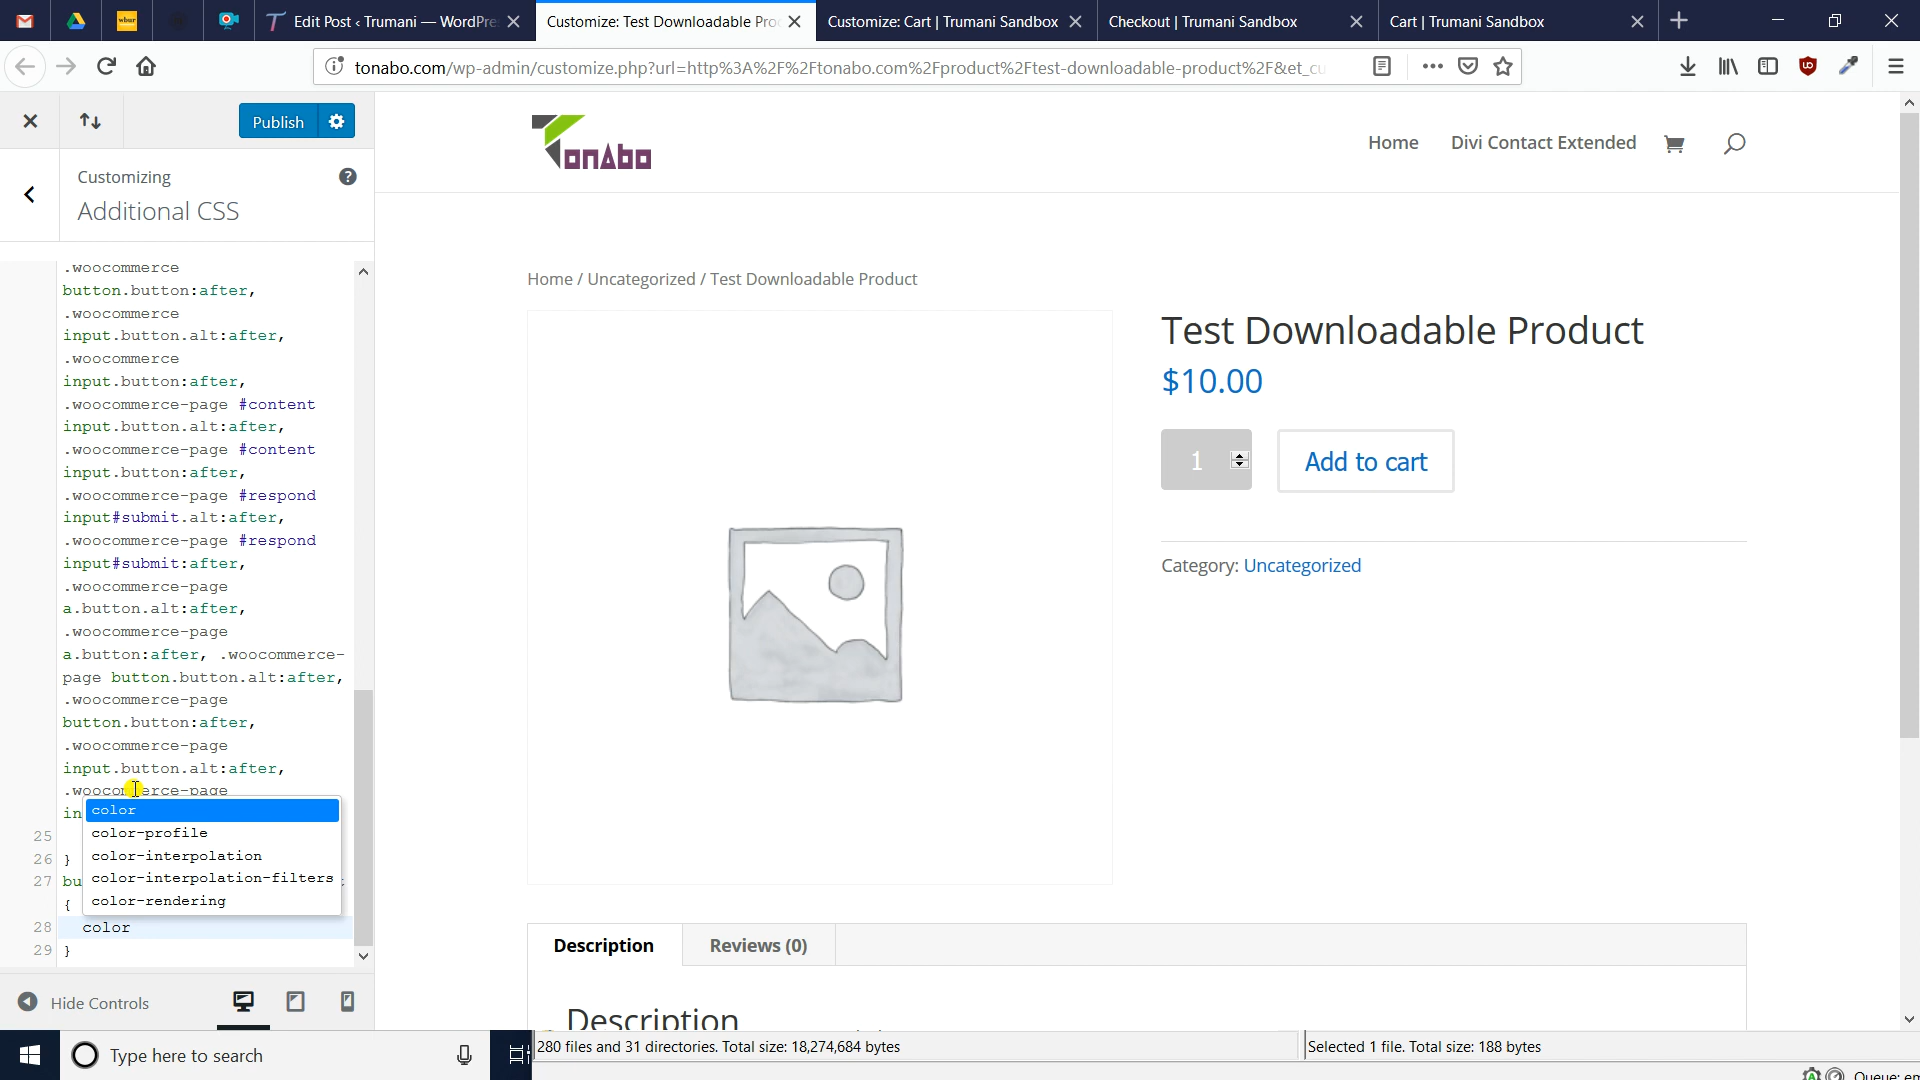 wbur
Edit Post ‹ Trumani — WordPre
Customize: Test Downloadable Pro
Customize: Cart | Trumani Sandbox
Checkout | Trumani Sandbox
Cart | Trumani Sandbox
tonabo.com/wp-admin/customize.php?url=http%3A%2F%2Ftonabo.com%2Fproduct%2Ftest-downloadable-product%2F&et_cu
Publish
Customizing
Additional CSS
.woocommerce
button.button:after,
.woocommerce
input.button.alt:after,
.woocommerce
input.button:after,
.woocommerce-page #content
input.button.alt:after,
.woocommerce-page #content
input.button:after,
.woocommerce-page #respond
input#submit.alt:after,
.woocommerce-page #respond
input#submit:after,
.woocommerce-page
a.button.alt:after,
.woocommerce-page
a.button:after, .woocommerce-
page button.button.alt:after,
.woocommerce-page
button.button:after,
.woocommerce-page
input.button.alt:after,
.woocommerce-page
in
color
color-profile
color-interpolation
color-interpolation-filters
color-rendering
25
26 }
27 bu
{
28 color
29 }
Hide Controls
TonAbo
Home
Divi Contact Extended
Home / Uncategorized / Test Downloadable Product
Test Downloadable Product
$10.00
1
Add to cart
Category: Uncategorized
Description
Reviews (0)
Description
Type here to search
280 files and 31 directories. Total size: 18,274,684 bytes
Selected 1 file. Total size: 188 bytes
Queue: em